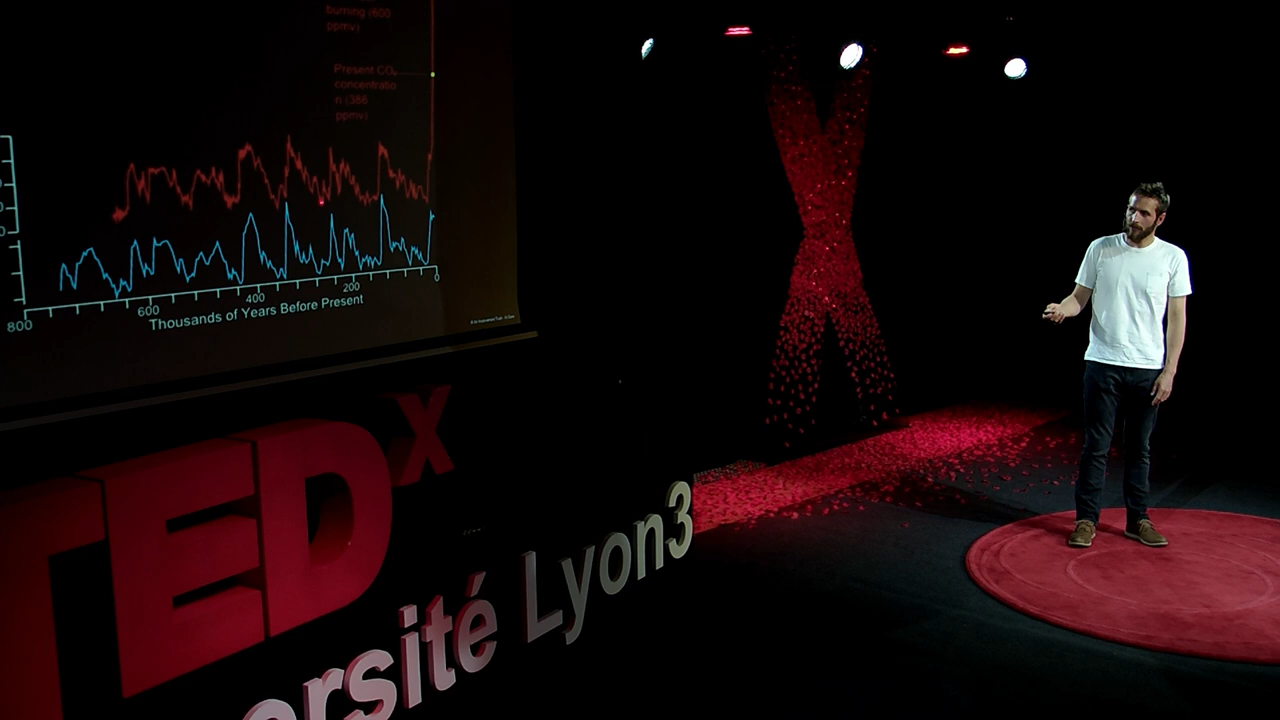 burning (600
ppmv)
Present CO₂
concentratio
n (386
ppmv)
800
600
400
200
0
Thousands of Years Before Present
TEDx
ersité Lyon3